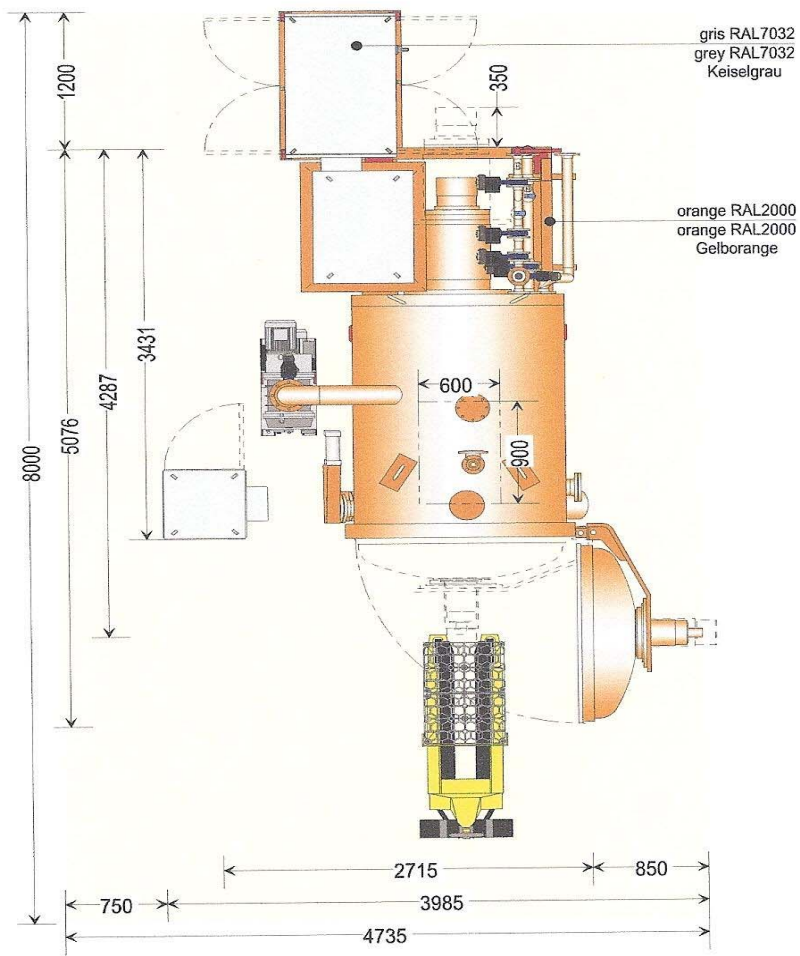 gris RAL7032
grey RAL7032
Keiselgrau
1200
350
orange RAL2000
orange RAL2000
Gelborange
3431
4287
5076
8000
600
900
2715
850
750
3985
4735